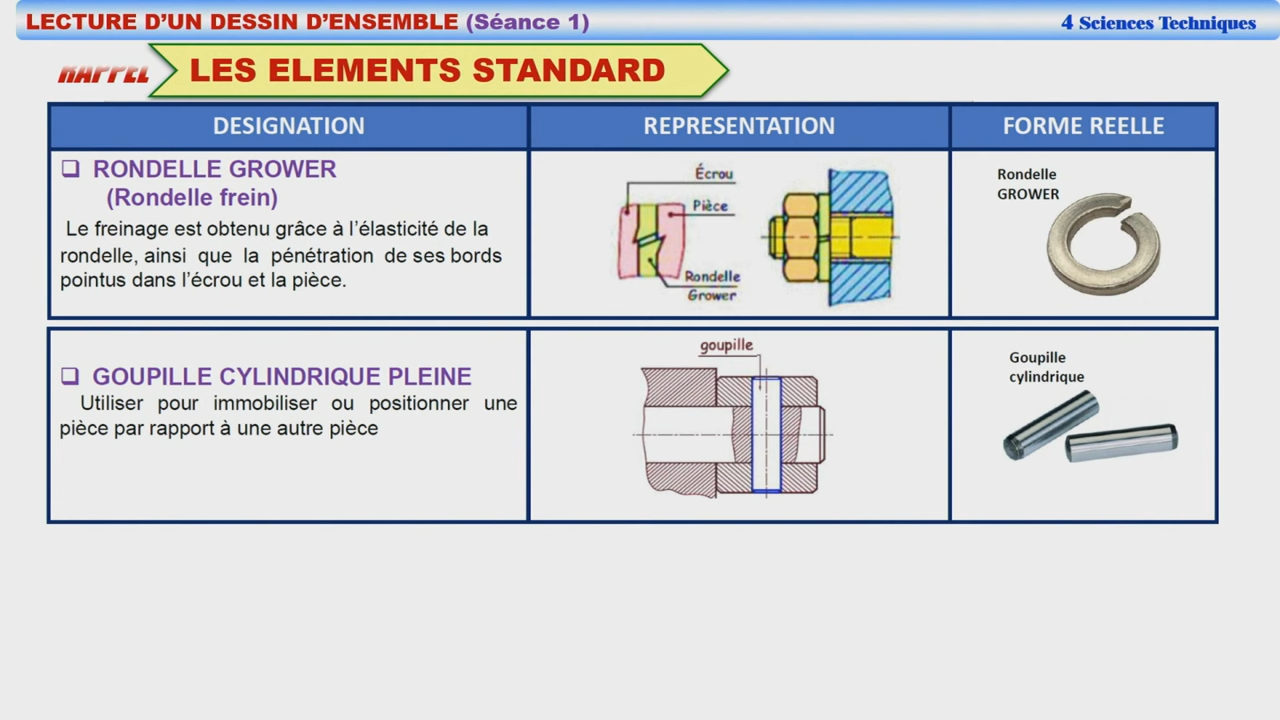 LECTURE D’UN DESSIN D’ENSEMBLE (Séance 1)
4 Sciences Techniques
RAPPEL
LES ELEMENTS STANDARD
DESIGNATION
REPRESENTATION
FORME REELLE
RONDELLE GROWER
(Rondelle frein)
Le freinage est obtenu grâce à l’élasticité de la
rondelle, ainsi que la pénétration de ses bords
pointus dans l’écrou et la pièce.
Écrou
Pièce
Rondelle
Grower
Rondelle
GROWER
GOUPILLE CYLINDRIQUE PLEINE
Utiliser pour immobiliser ou positionner une
pièce par rapport à une autre pièce
goupille
Goupille
cylindrique